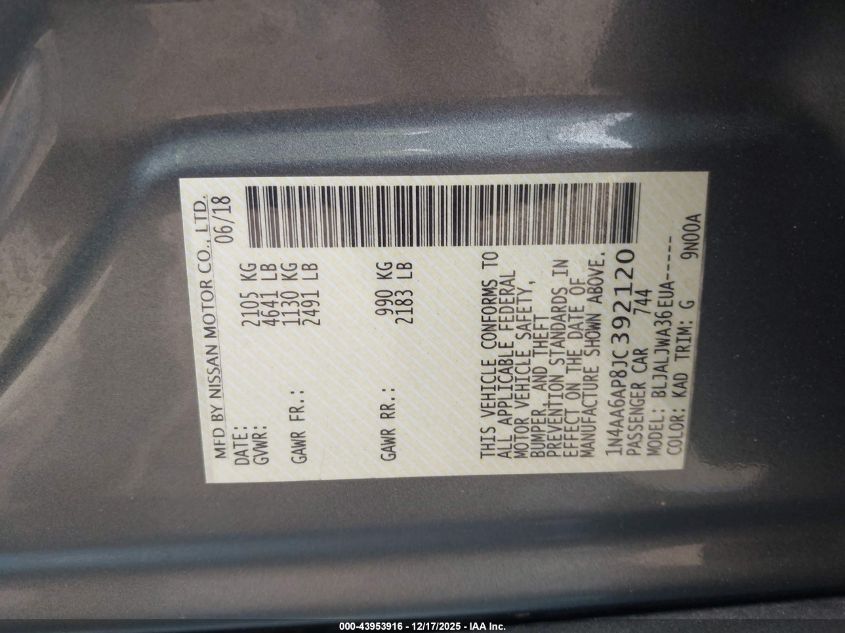 MFD BY NISSAN MOTOR CO., LTD.
DATE: 06/18
GVWR: 2105 KG
4641 LB
GAWR FR.: 1130 KG
2491 LB
GAWR RR.: 990 KG
2183 LB
THIS VEHICLE CONFORMS TO
ALL APPLICABLE FEDERAL
MOTOR VEHICLE SAFETY,
BUMPER, AND THEFT
PREVENTION STANDARDS IN
EFFECT ON THE DATE OF
MANUFACTURE SHOWN ABOVE.
1N4AA6AP8JC392120
PASSENGER CAR 744
MODEL: BLJALJWA36EUA-----
COLOR: KAD TRIM: G 9N00A
000-43953916 - 12/17/2025 - IAA Inc.